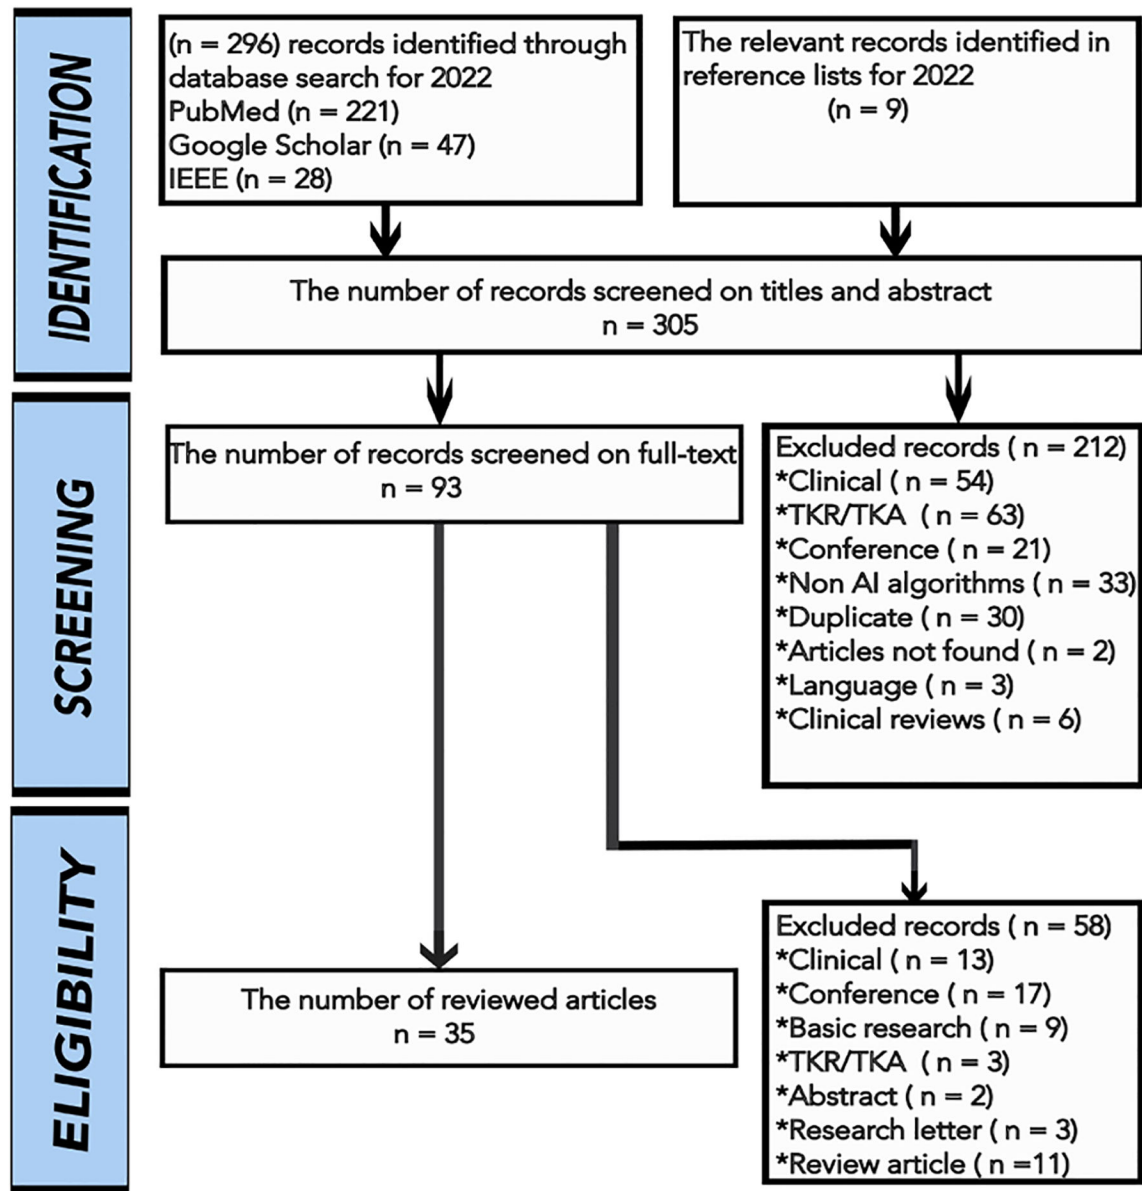 IDENTIFICATION
(n = 296) records identified through
database search for 2022
PubMed (n = 221)
Google Scholar (n = 47)
IEEE (n = 28)
The relevant records identified in
reference lists for 2022
(n = 9)
The number of records screened on titles and abstract
n = 305
SCREENING
The number of records screened on full-text
n = 93
Excluded records ( n = 212)
*Clinical ( n = 54)
*TKR/TKA ( n = 63)
*Conference ( n = 21)
*Non AI algorithms ( n = 33)
*Duplicate ( n = 30)
*Articles not found ( n = 2)
*Language ( n = 3)
*Clinical reviews ( n = 6)
ELIGIBILITY
The number of reviewed articles
n = 35
Excluded records ( n = 58)
*Clinical ( n = 13)
*Conference ( n = 17)
*Basic research ( n = 9)
*TKR/TKA ( n = 3)
*Abstract ( n = 2)
*Research letter ( n = 3)
*Review article ( n =11)